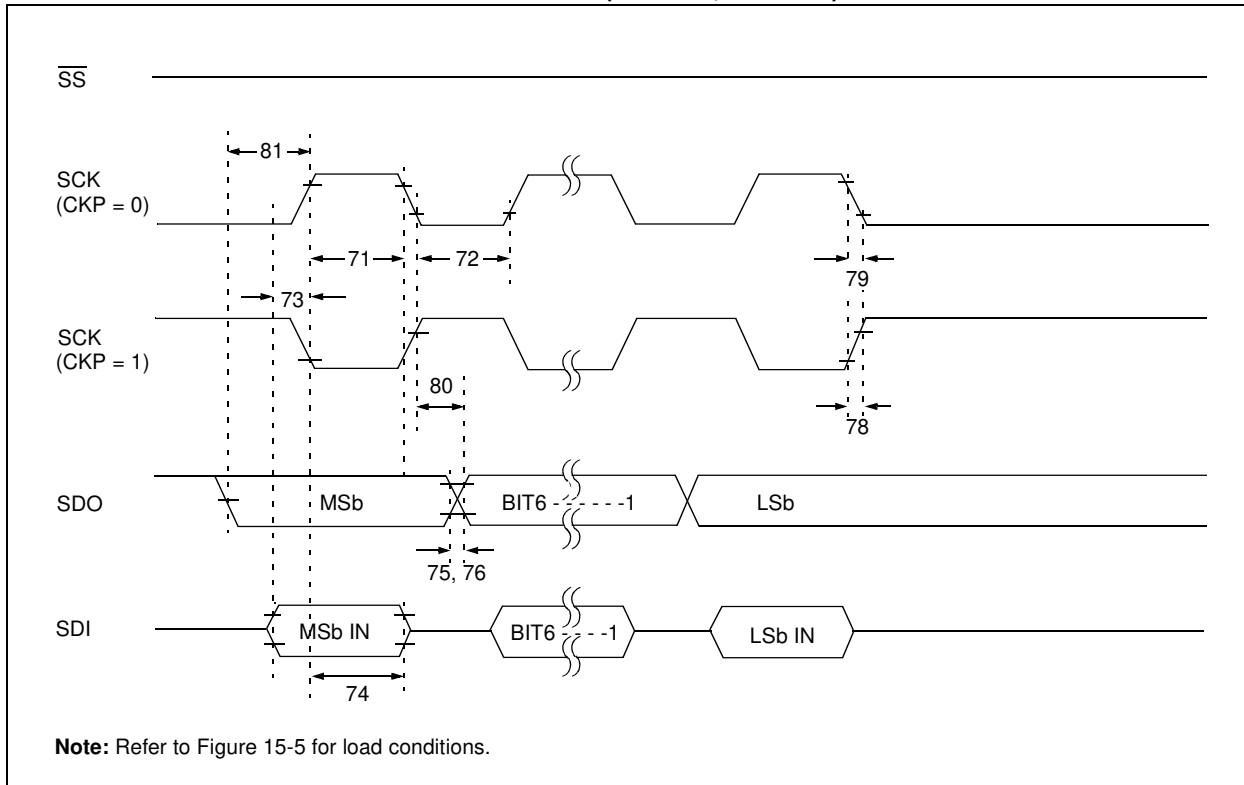 SS
81
SCK
(CKP = 0)
71
72
79
73
SCK
(CKP = 1)
80
78
SDO
MSb
BIT6 - - - - - -1
LSb
75, 76
SDI
MSb IN
BIT6 - - - - -1
LSb IN
74
Note: Refer to Figure 15-5 for load conditions.